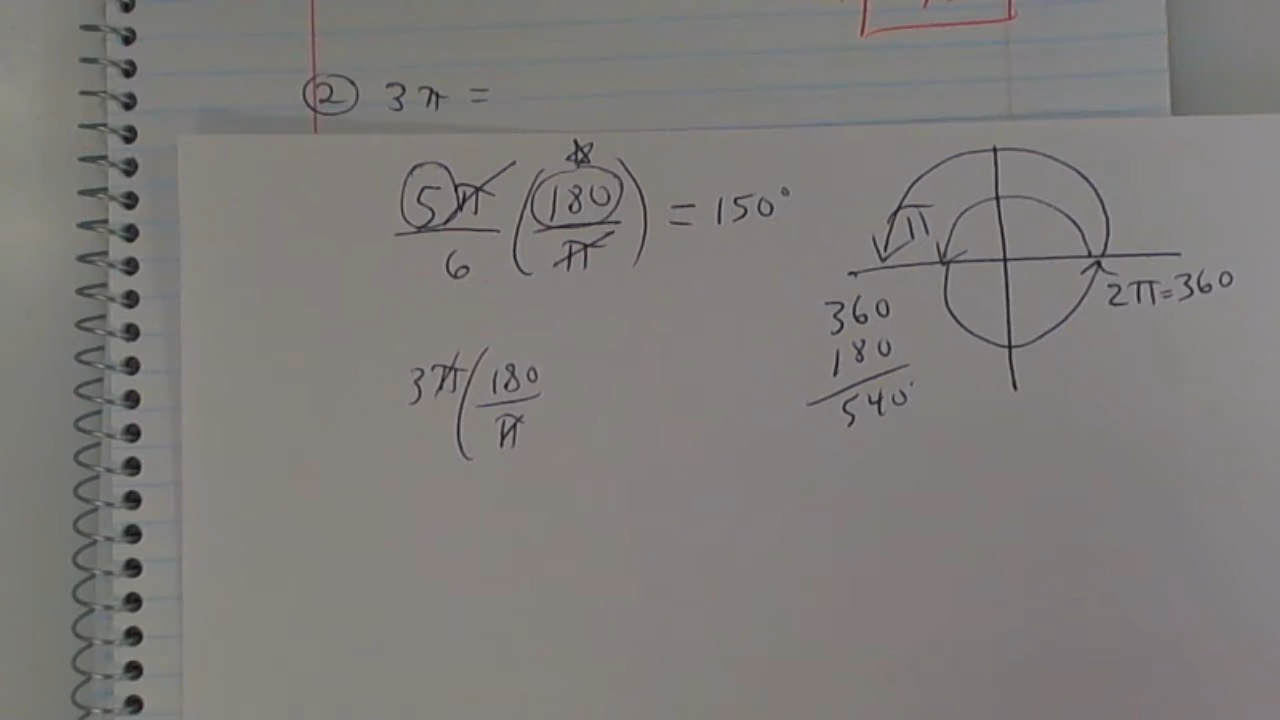 ② 3π =
5π/6 (180/π) = 150°
π
2π=360
360
180
540°
3π(180/π